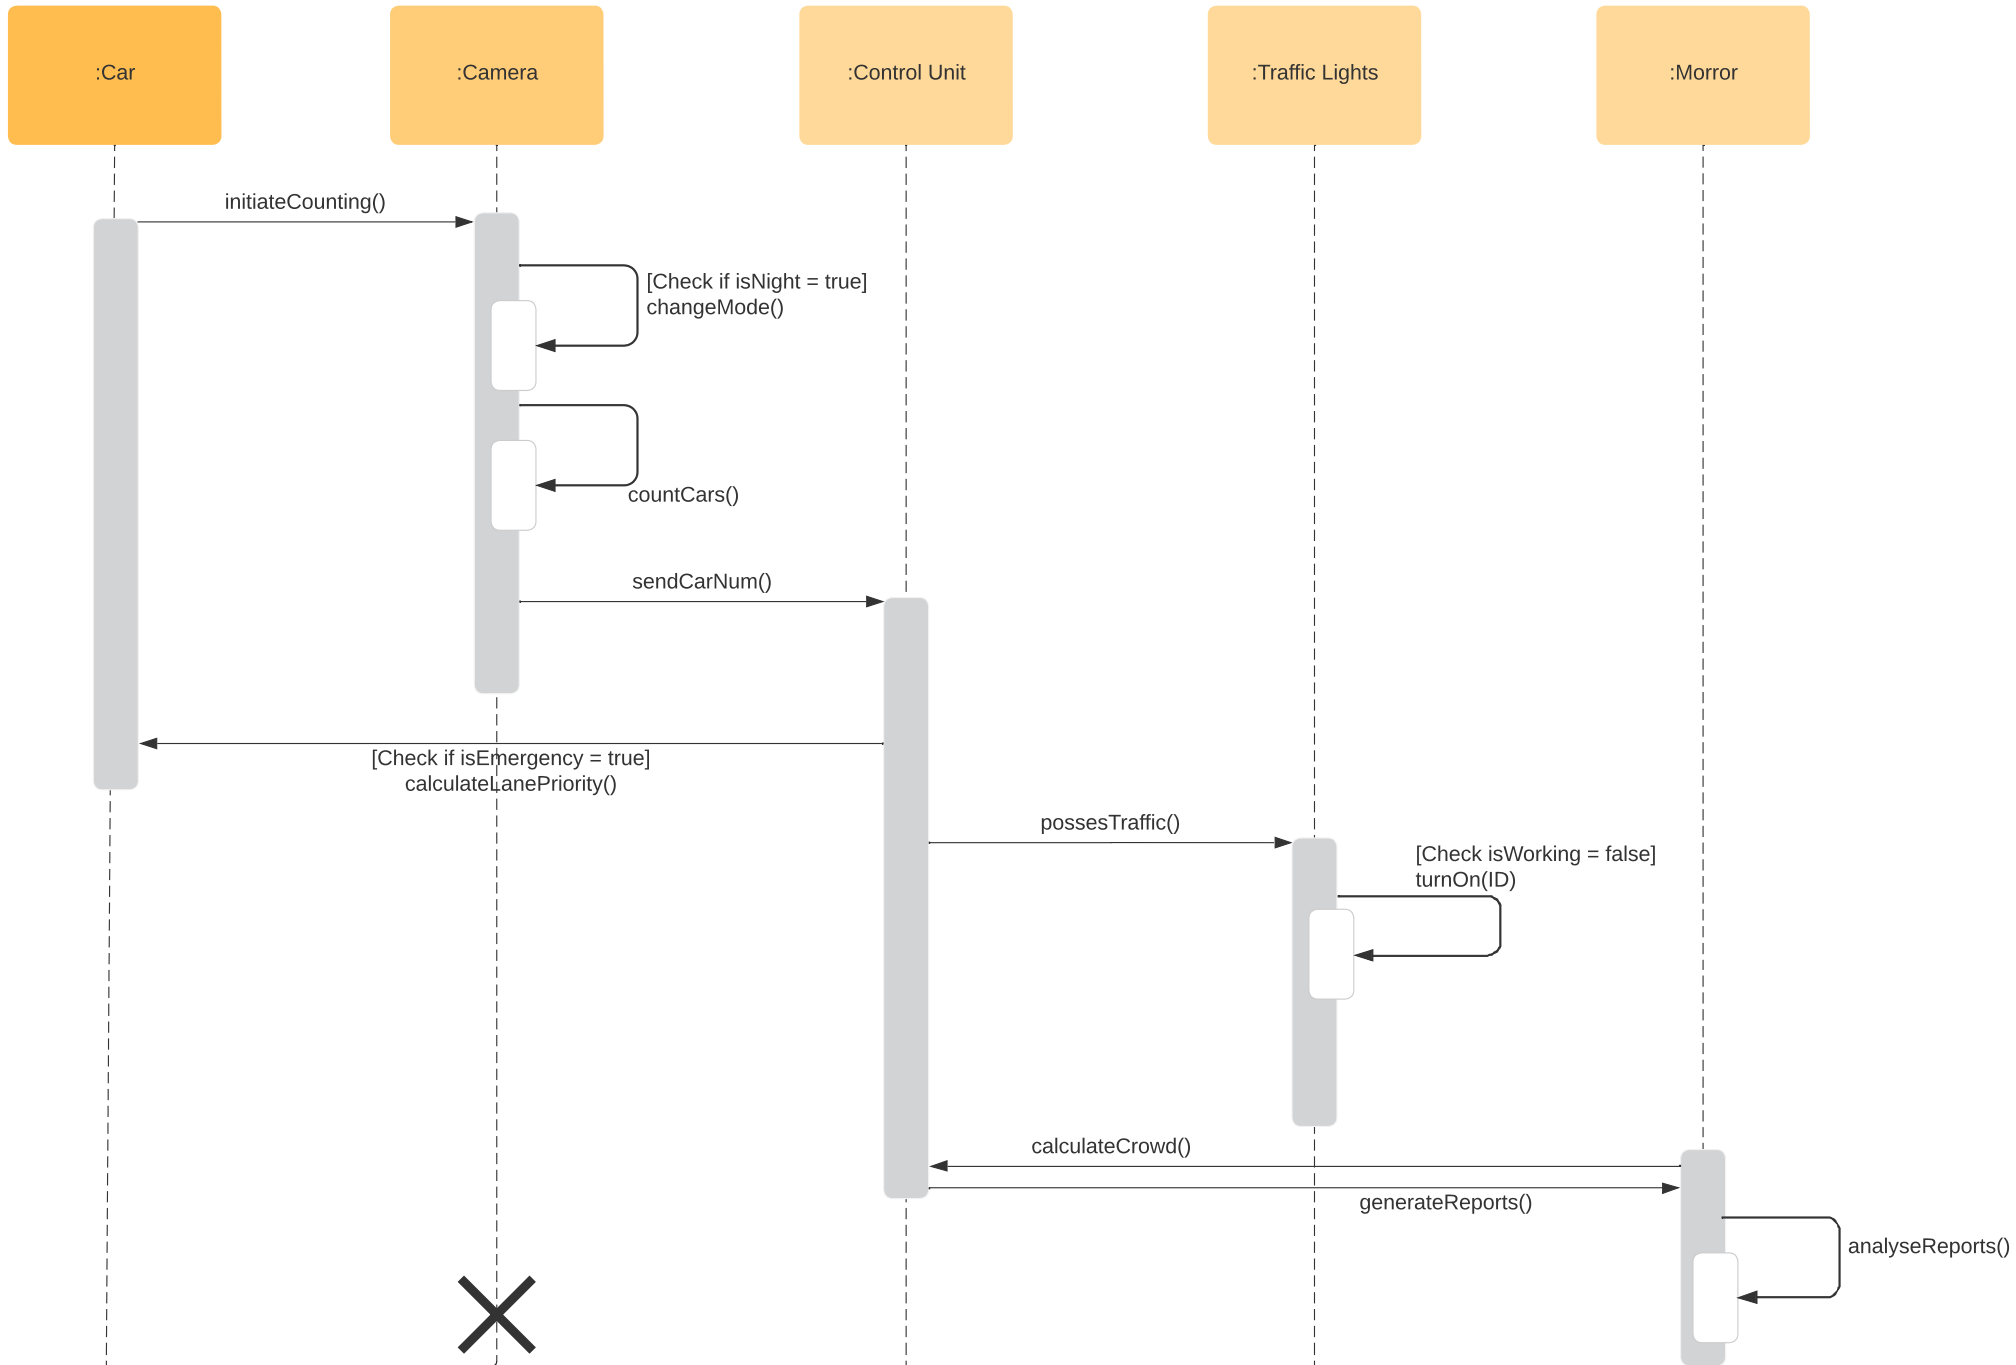 :Car
:Camera
:Control Unit
:Traffic Lights
:Morror
initiateCounting()
[Check if isNight = true]
changeMode()
countCars()
sendCarNum()
[Check if isEmergency = true]
calculateLanePriority()
possesTraffic()
[Check isWorking = false]
turnOn(ID)
calculateCrowd()
generateReports()
analyseReports()